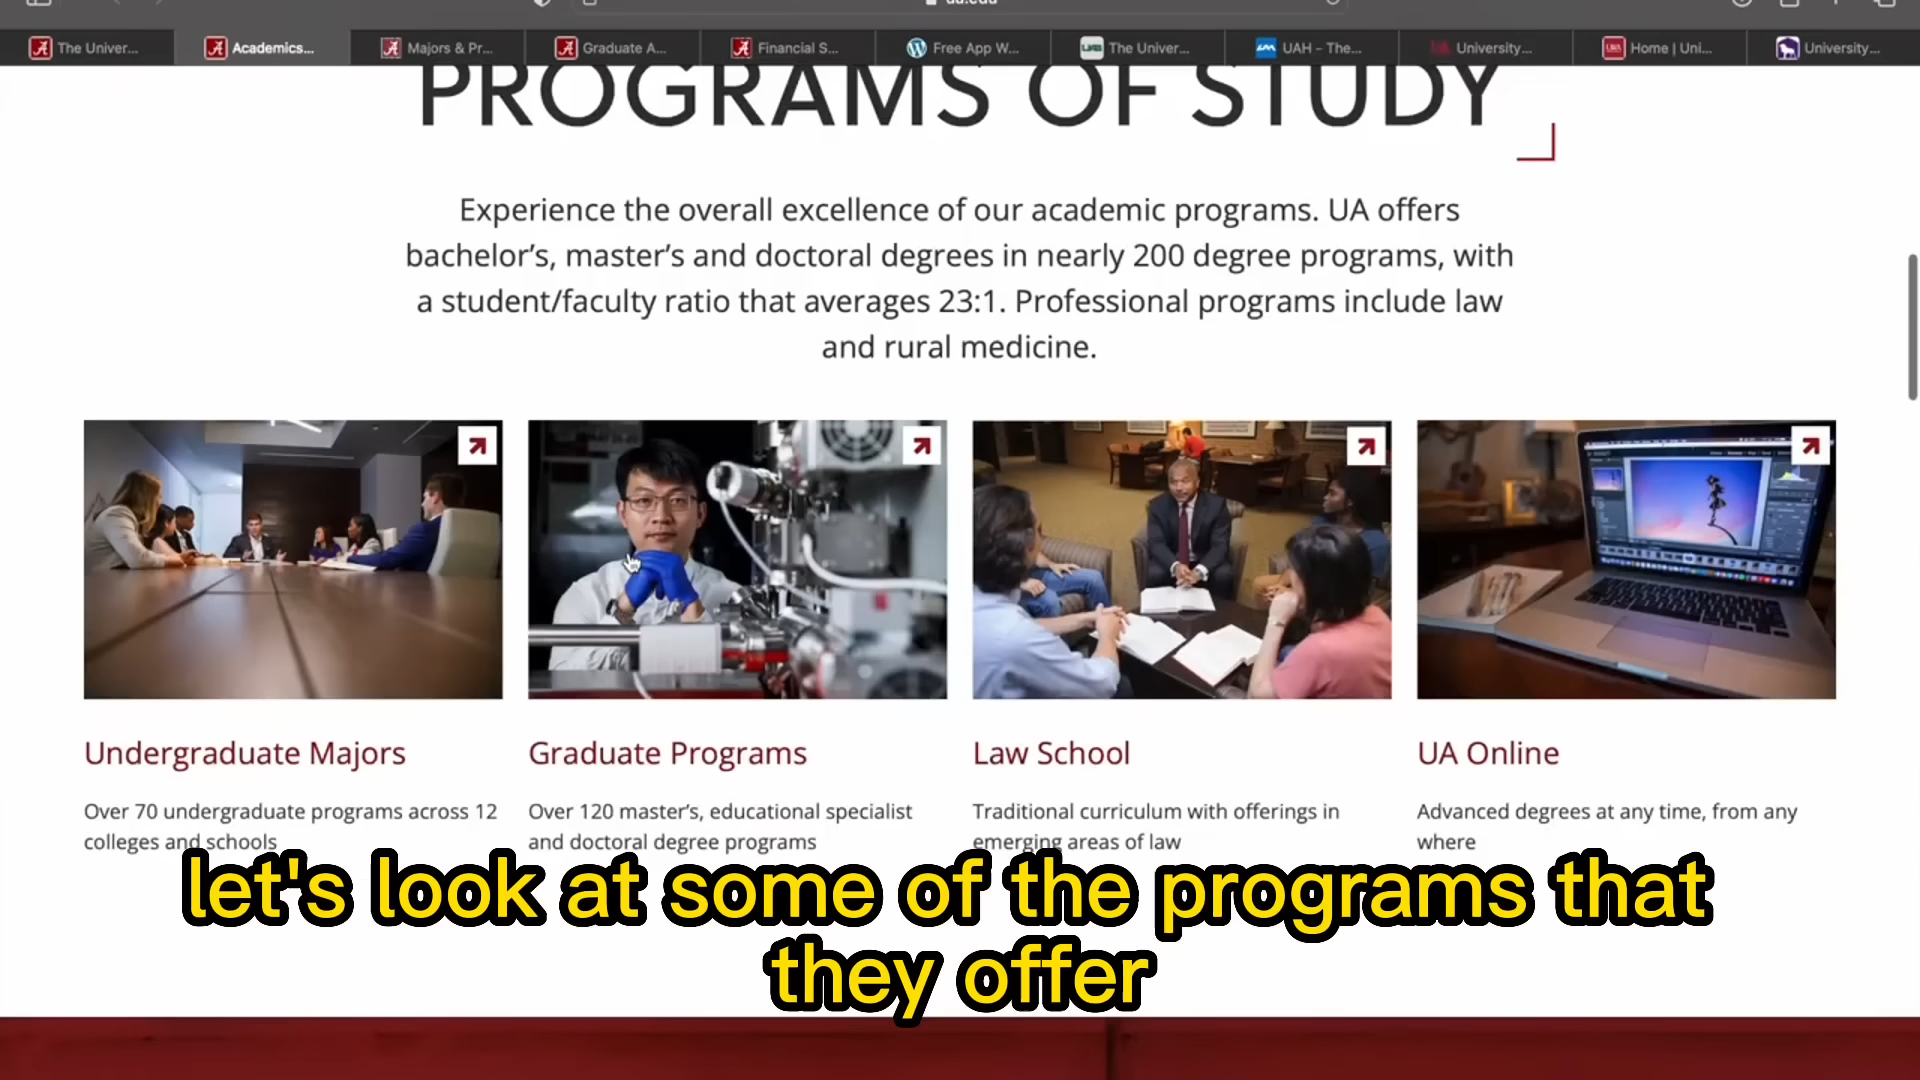 ua.edu
The Univer...
Academics...
Majors & Pr...
Graduate A...
Financial S...
Free App W...
The Univer...
UAH – The...
University...
Home | Uni...
University...
PROGRAMS OF STUDY
Experience the overall excellence of our academic programs. UA offers
bachelor’s, master’s and doctoral degrees in nearly 200 degree programs, with
a student/faculty ratio that averages 23:1. Professional programs include law
and rural medicine.
Undergraduate Majors
Over 70 undergraduate programs across 12
colleges and schools
Graduate Programs
Over 120 master’s, educational specialist
and doctoral degree programs
Law School
Traditional curriculum with offerings in
emerging areas of law
UA Online
Advanced degrees at any time, from any
where
let's look at some of the programs that
they offer